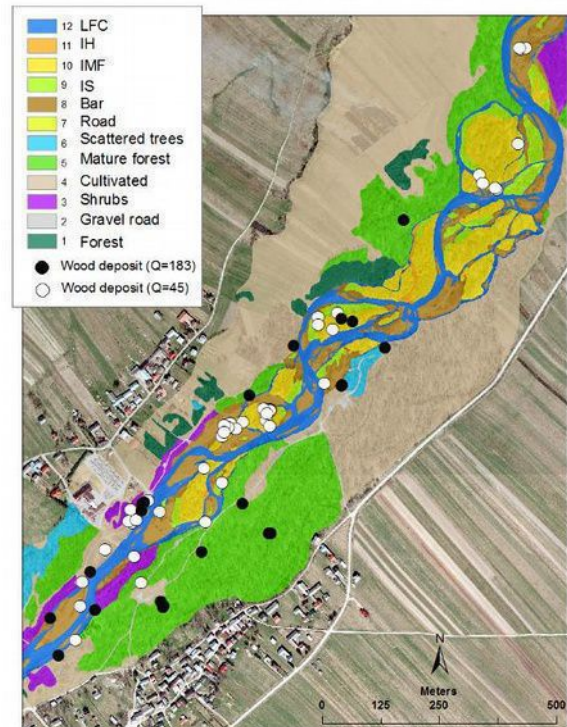 12 LFC
11 IH
10 IMF
9 IS
8 Bar
7 Road
6 Scattered trees
5 Mature forest
4 Cultivated
3 Shrubs
2 Gravel road
1 Forest
Wood deposit (Q=183)
Wood deposit (Q=45)
N
Meters
0 125 250 500